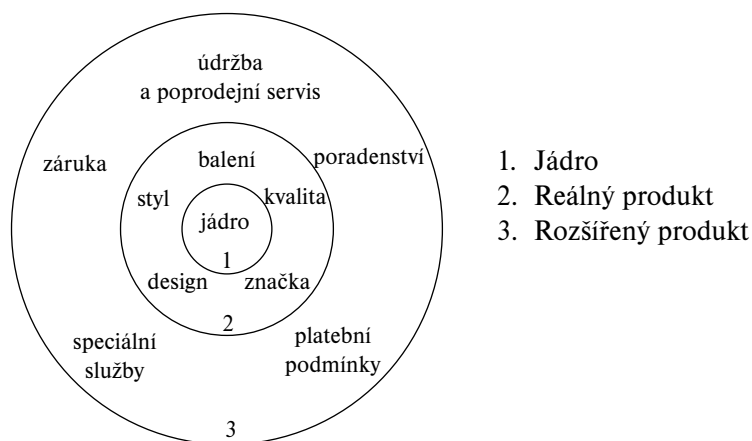 údržba
a poprodejní servis
záruka
balení
poradenství
styl
kvalita
jádro
1
design
značka
2
speciální
služby
platební
podmínky
3
1. Jádro
2. Reálný produkt
3. Rozšířený produkt